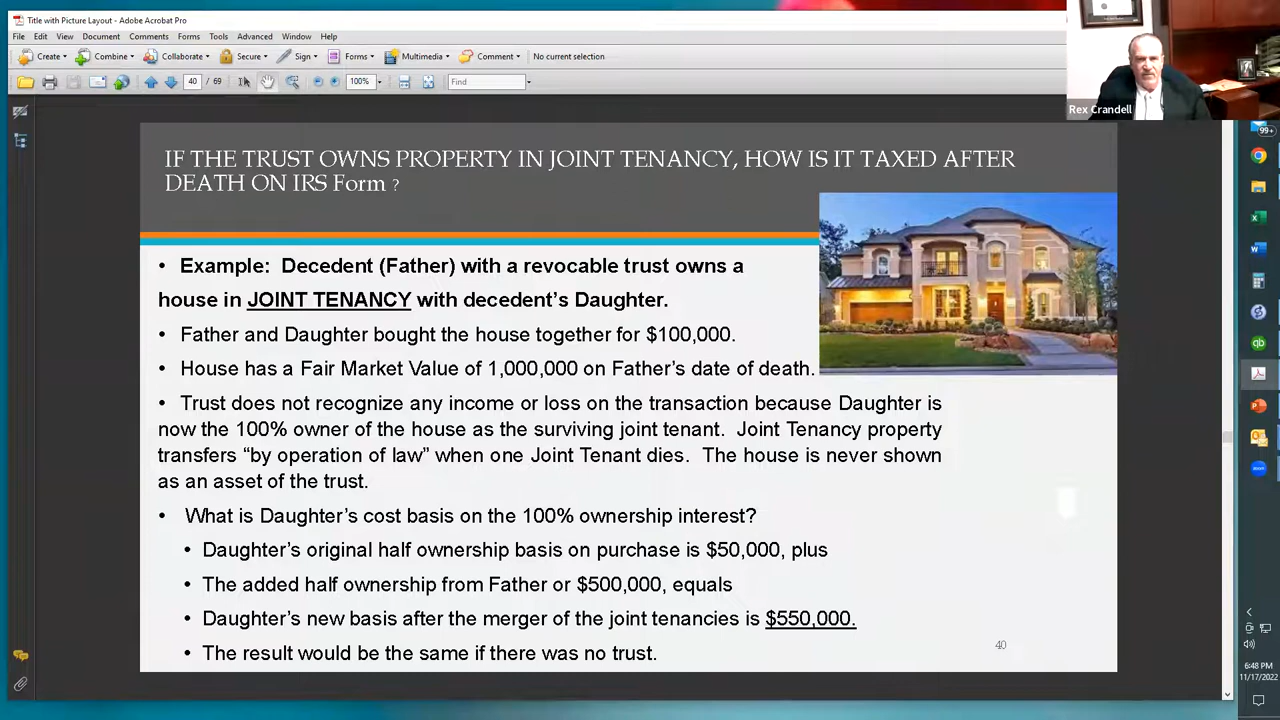 Title with Picture Layout - Adobe Acrobat Pro
File Edit View Document Comments Forms Tools Advanced Window Help
Create Combine Collaborate Secure Sign Forms Multimedia Comment No current selection
40 / 69 100% Find
Rex Crandell
99+
IF THE TRUST OWNS PROPERTY IN JOINT TENANCY, HOW IS IT TAXED AFTER
DEATH ON IRS Form ?
• Example: Decedent (Father) with a revocable trust owns a
house in JOINT TENANCY with decedent's Daughter.
• Father and Daughter bought the house together for $100,000.
• House has a Fair Market Value of 1,000,000 on Father's date of death.
• Trust does not recognize any income or loss on the transaction because Daughter is
now the 100% owner of the house as the surviving joint tenant. Joint Tenancy property
transfers "by operation of law" when one Joint Tenant dies. The house is never shown
as an asset of the trust.
• What is Daughter's cost basis on the 100% ownership interest?
• Daughter's original half ownership basis on purchase is $50,000, plus
• The added half ownership from Father or $500,000, equals
• Daughter's new basis after the merger of the joint tenancies is $550,000.
• The result would be the same if there was no trust.
40
6:48 PM
11/17/2022